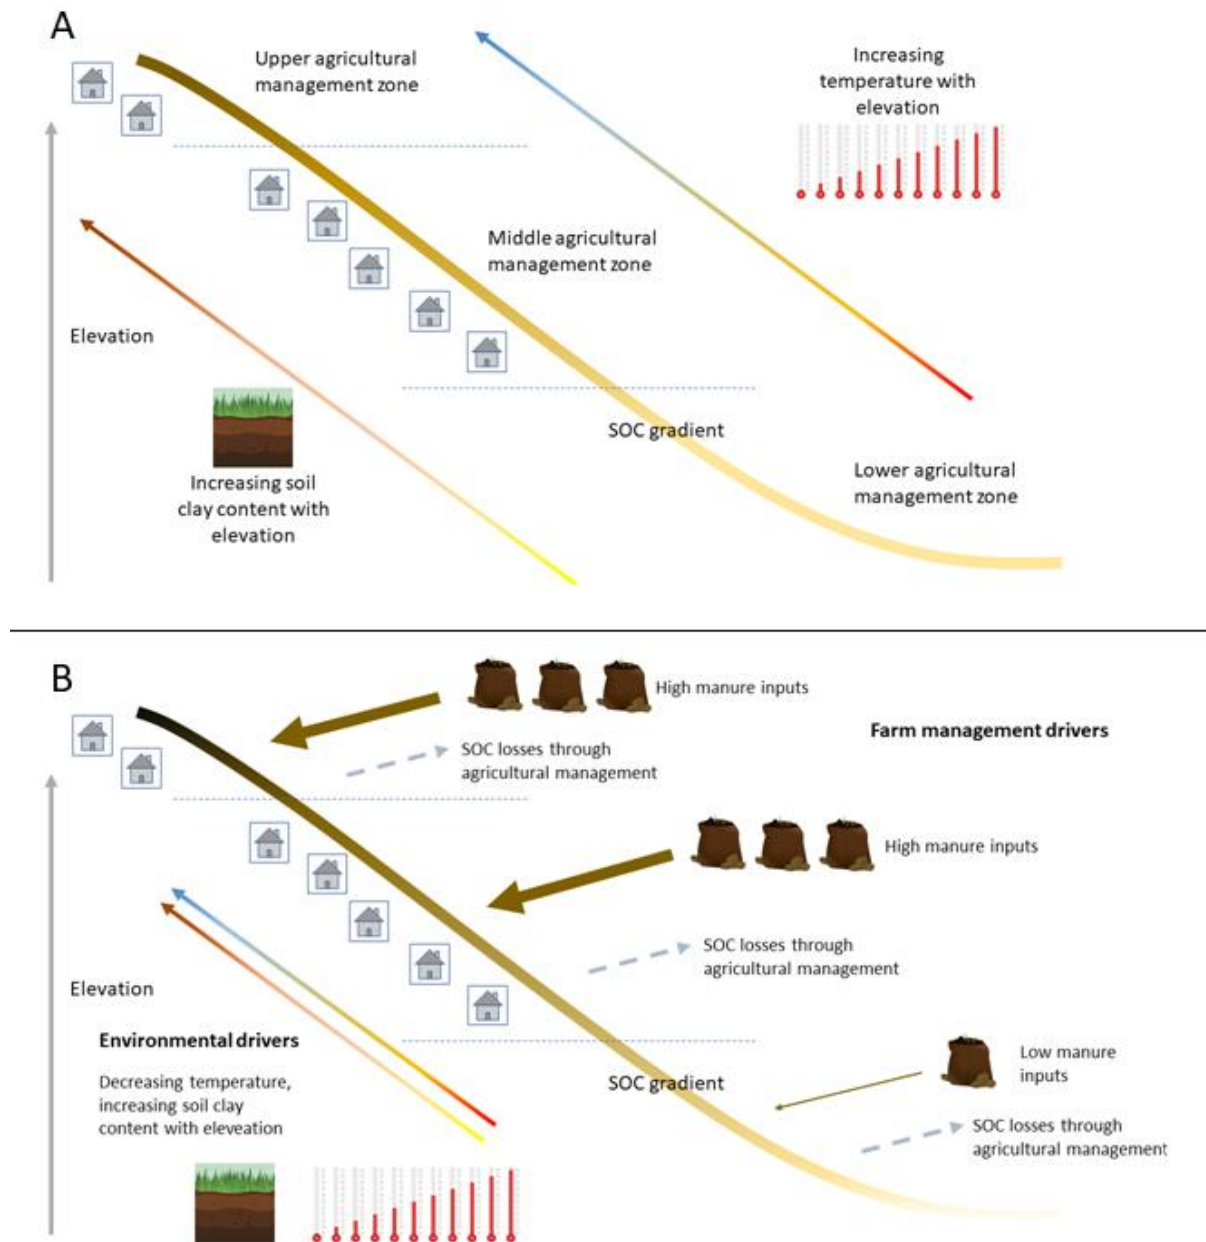 A
Upper agricultural
management zone
Increasing
temperature with
elevation
Middle agricultural
management zone
Elevation
SOC gradient
Lower agricultural
management zone
Increasing soil
clay content with
elevation
B
High manure inputs
Farm management drivers
SOC losses through
agricultural management
High manure inputs
SOC losses through
agricultural management
Elevation
Environmental drivers
Decreasing temperature,
increasing soil clay
content with eleveation
SOC gradient
Low manure
inputs
SOC losses through
agricultural management